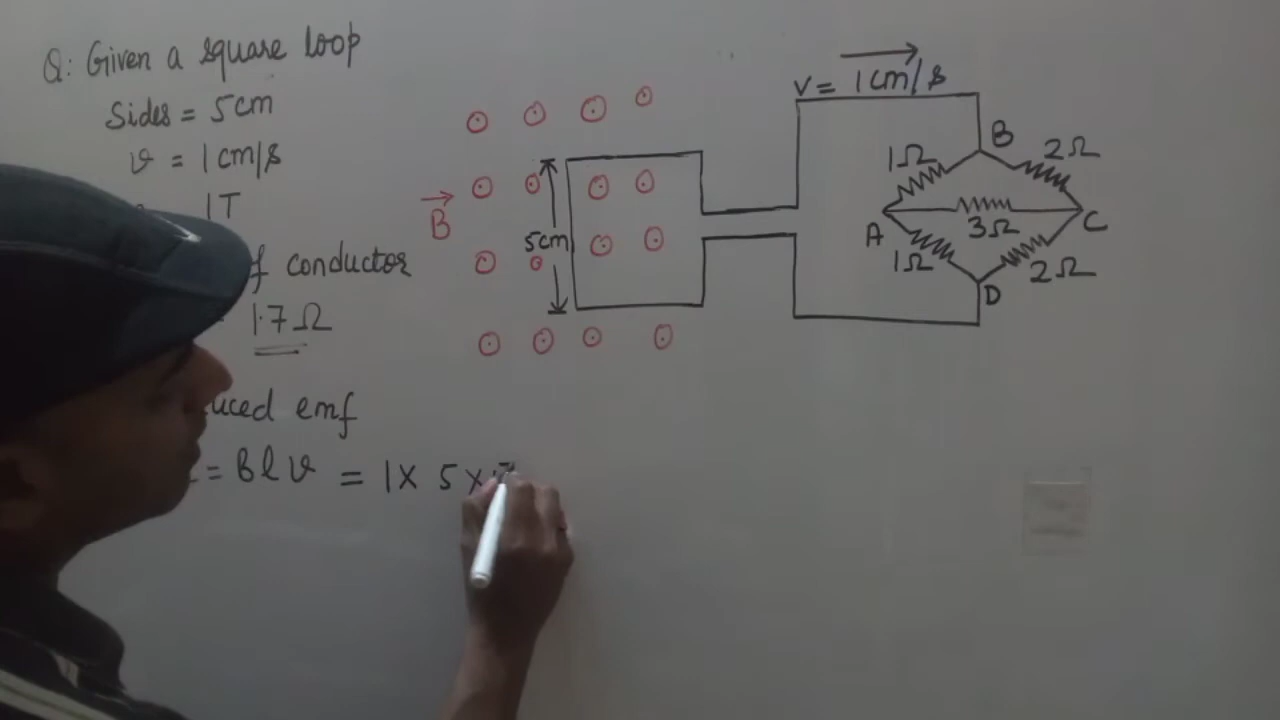 Q: Given a square loop
Sides = 5cm
v = 1cm/s
1T
of conductor
1.7Ω
uced emf
= Blv = 1 × 5 ×
B
5cm
V = 1cm/s
B
1Ω
2Ω
A
3Ω
C
1Ω
2Ω
D